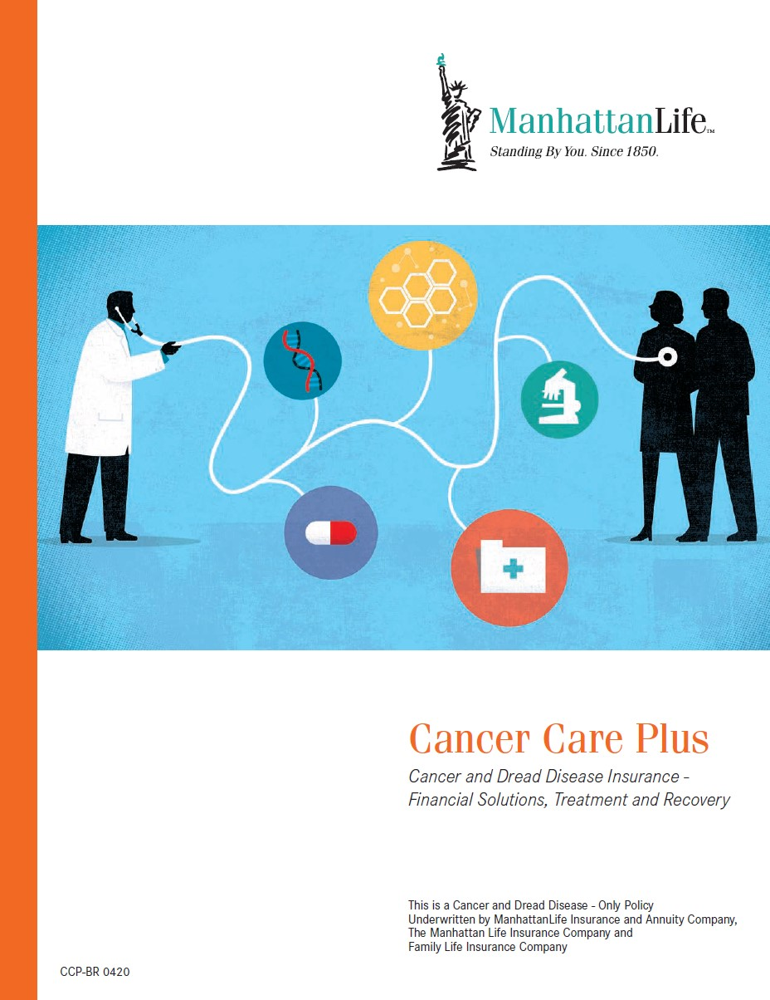 ManhattanLife™
Standing By You. Since 1850.
Cancer Care Plus
Cancer and Dread Disease Insurance -
Financial Solutions, Treatment and Recovery
This is a Cancer and Dread Disease - Only Policy
Underwritten by ManhattanLife Insurance and Annuity Company,
The Manhattan Life Insurance Company and
Family Life Insurance Company
CCP-BR 0420